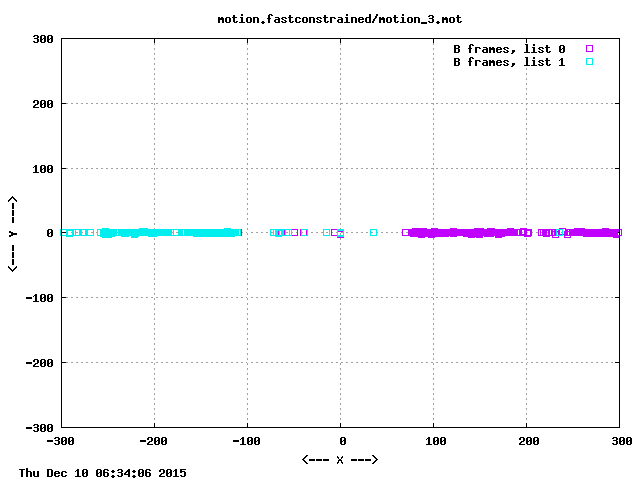 motion.fastconstrained/motion_3.mot
B frames, list 0
B frames, list 1
300
200
100
0
-100
-200
-300
<--- Y --->
-300 -200 -100 0 100 200 300
<--- X --->
Thu Dec 10 06:34:06 2015